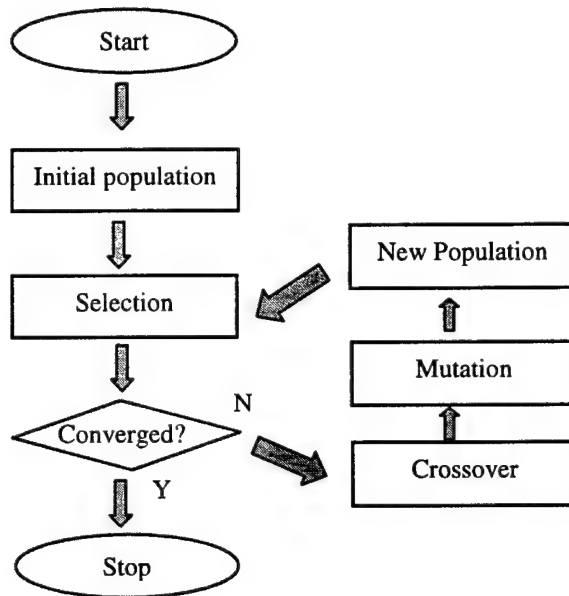 Start
Initial population
New Population
Selection
Mutation
N
Converged?
Crossover
Y
Stop